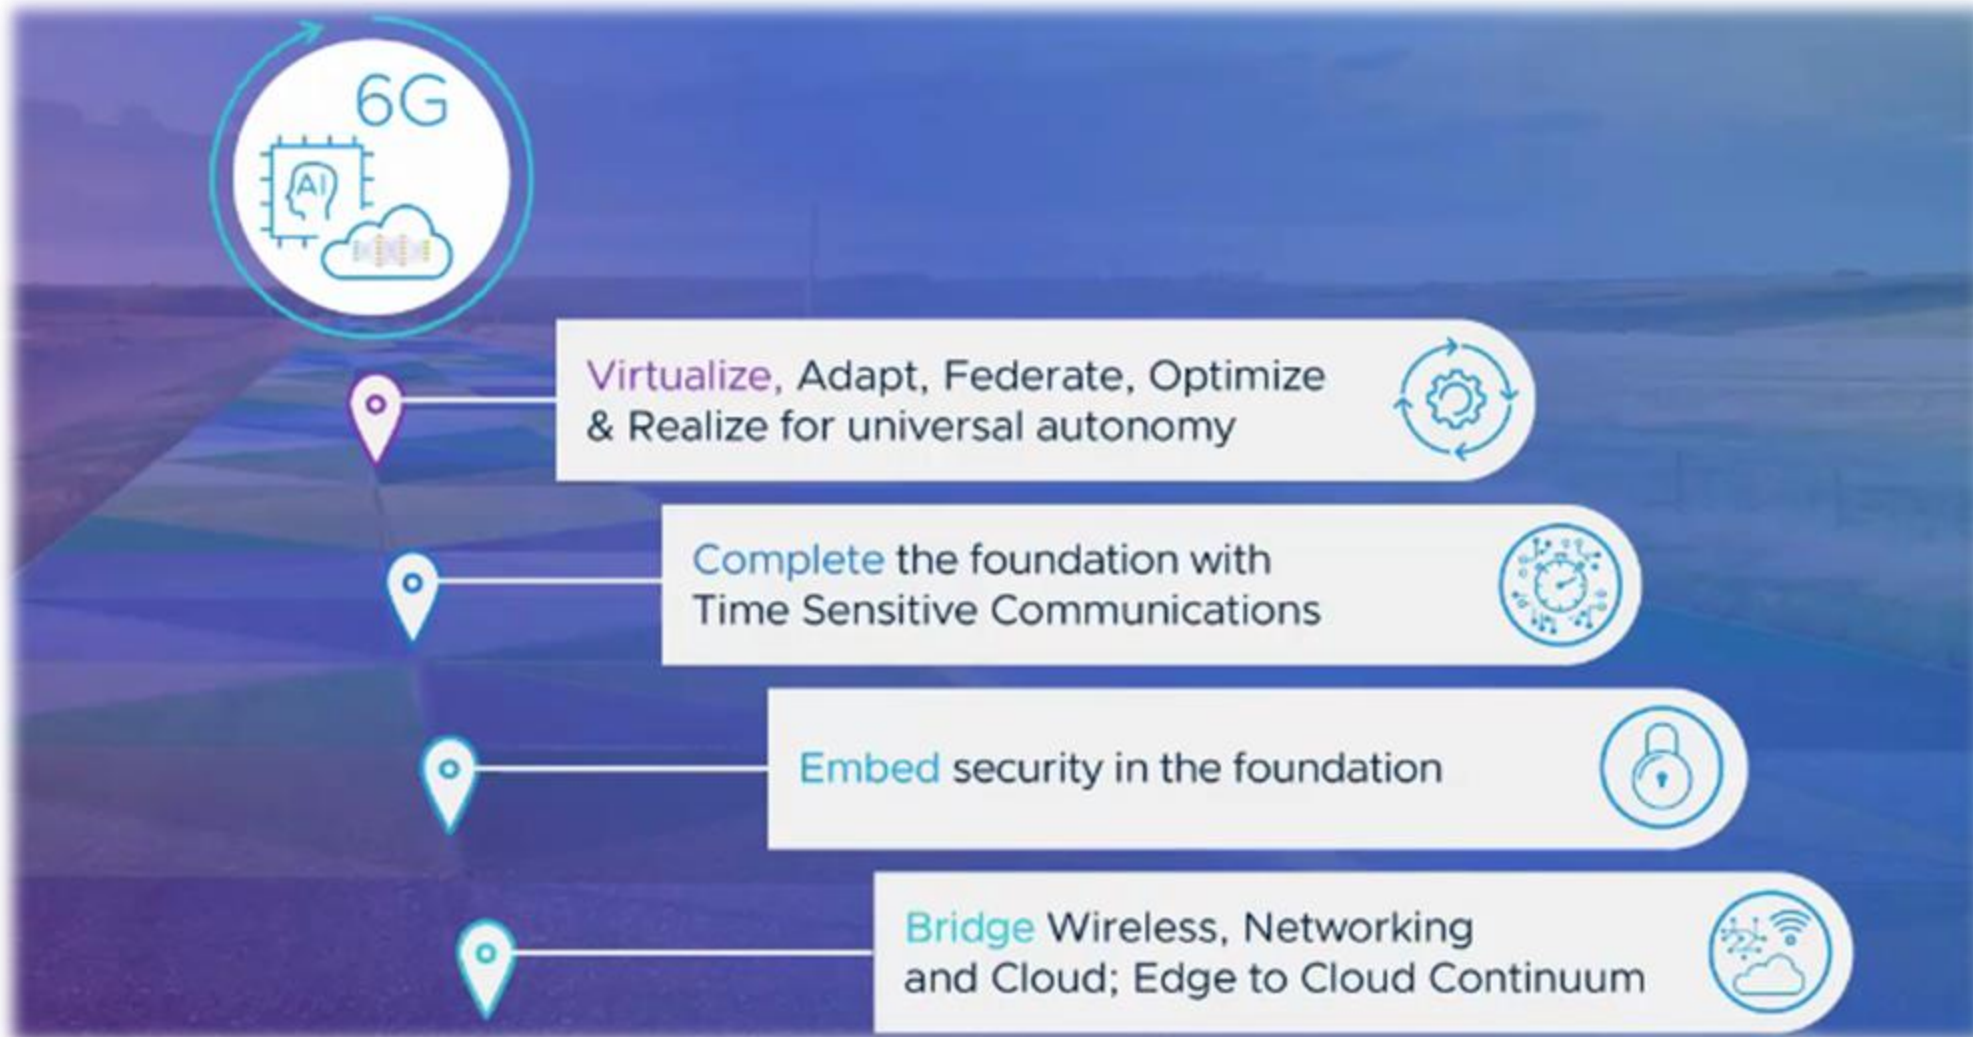 6G
AI
Virtualize, Adapt, Federate, Optimize
& Realize for universal autonomy
Complete the foundation with
Time Sensitive Communications
Embed security in the foundation
Bridge Wireless, Networking
and Cloud; Edge to Cloud Continuum